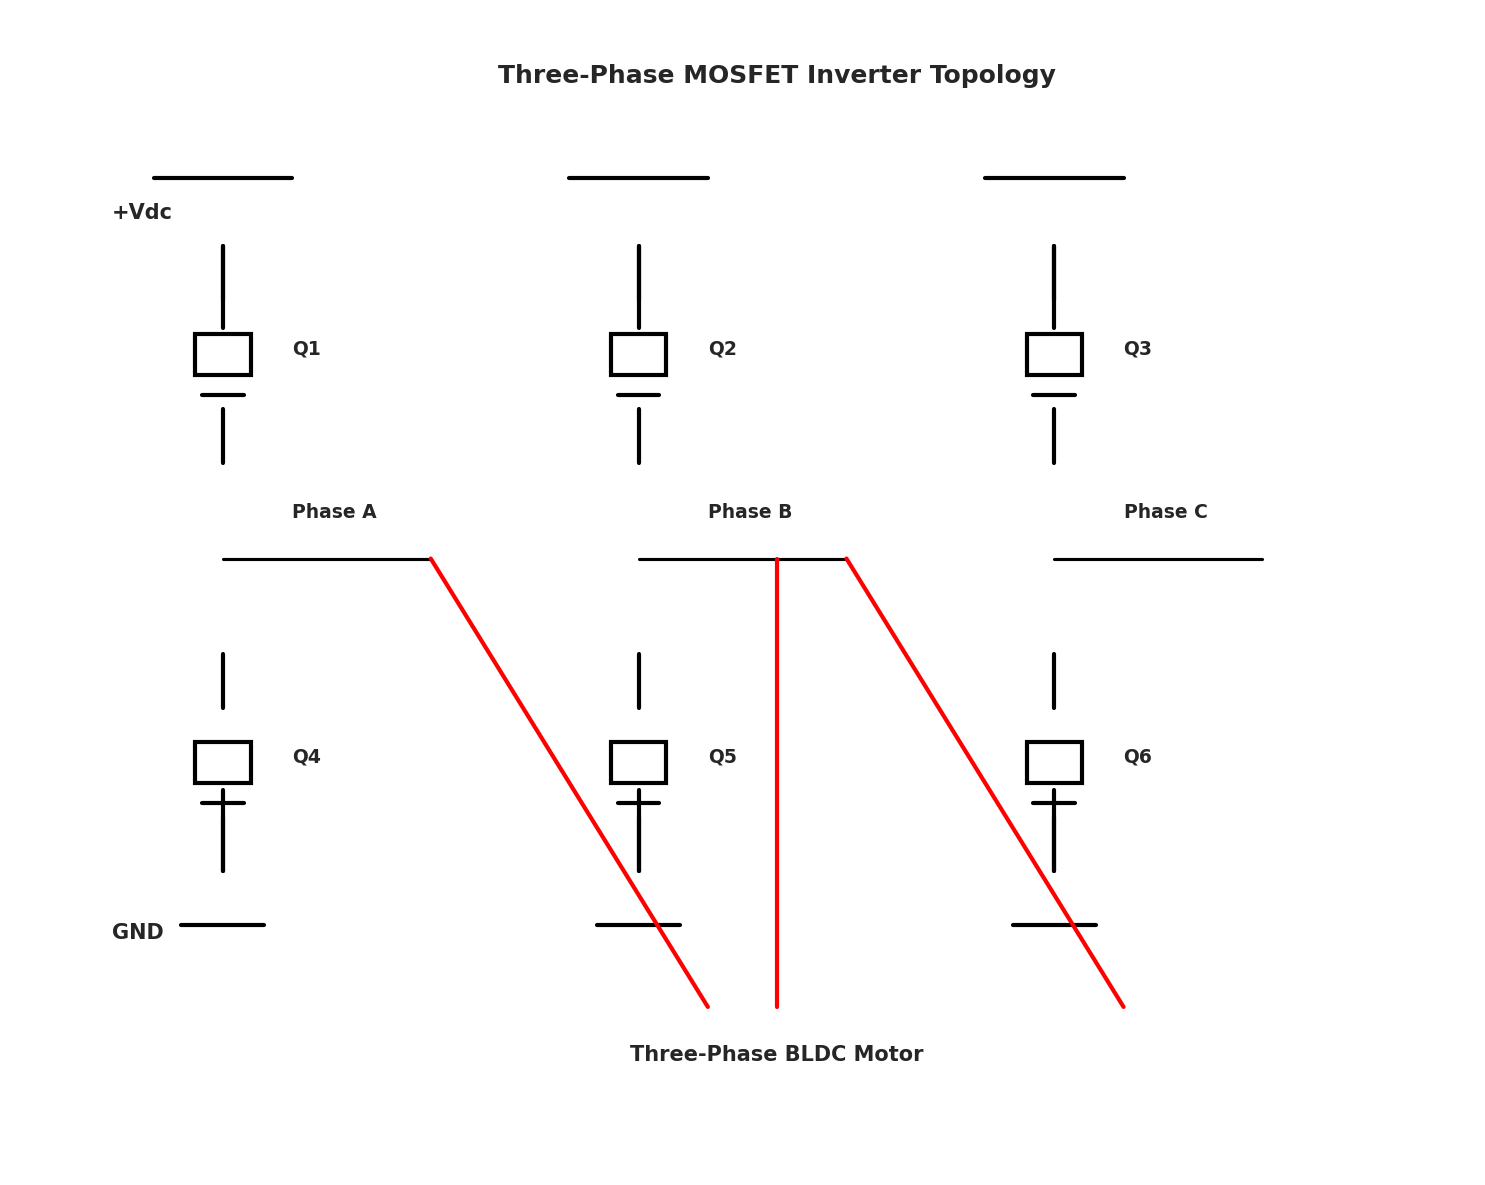 Three-Phase MOSFET Inverter Topology
+Vdc
Q1
Q2
Q3
Phase A
Phase B
Phase C
Q4
Q5
Q6
GND
Three-Phase BLDC Motor